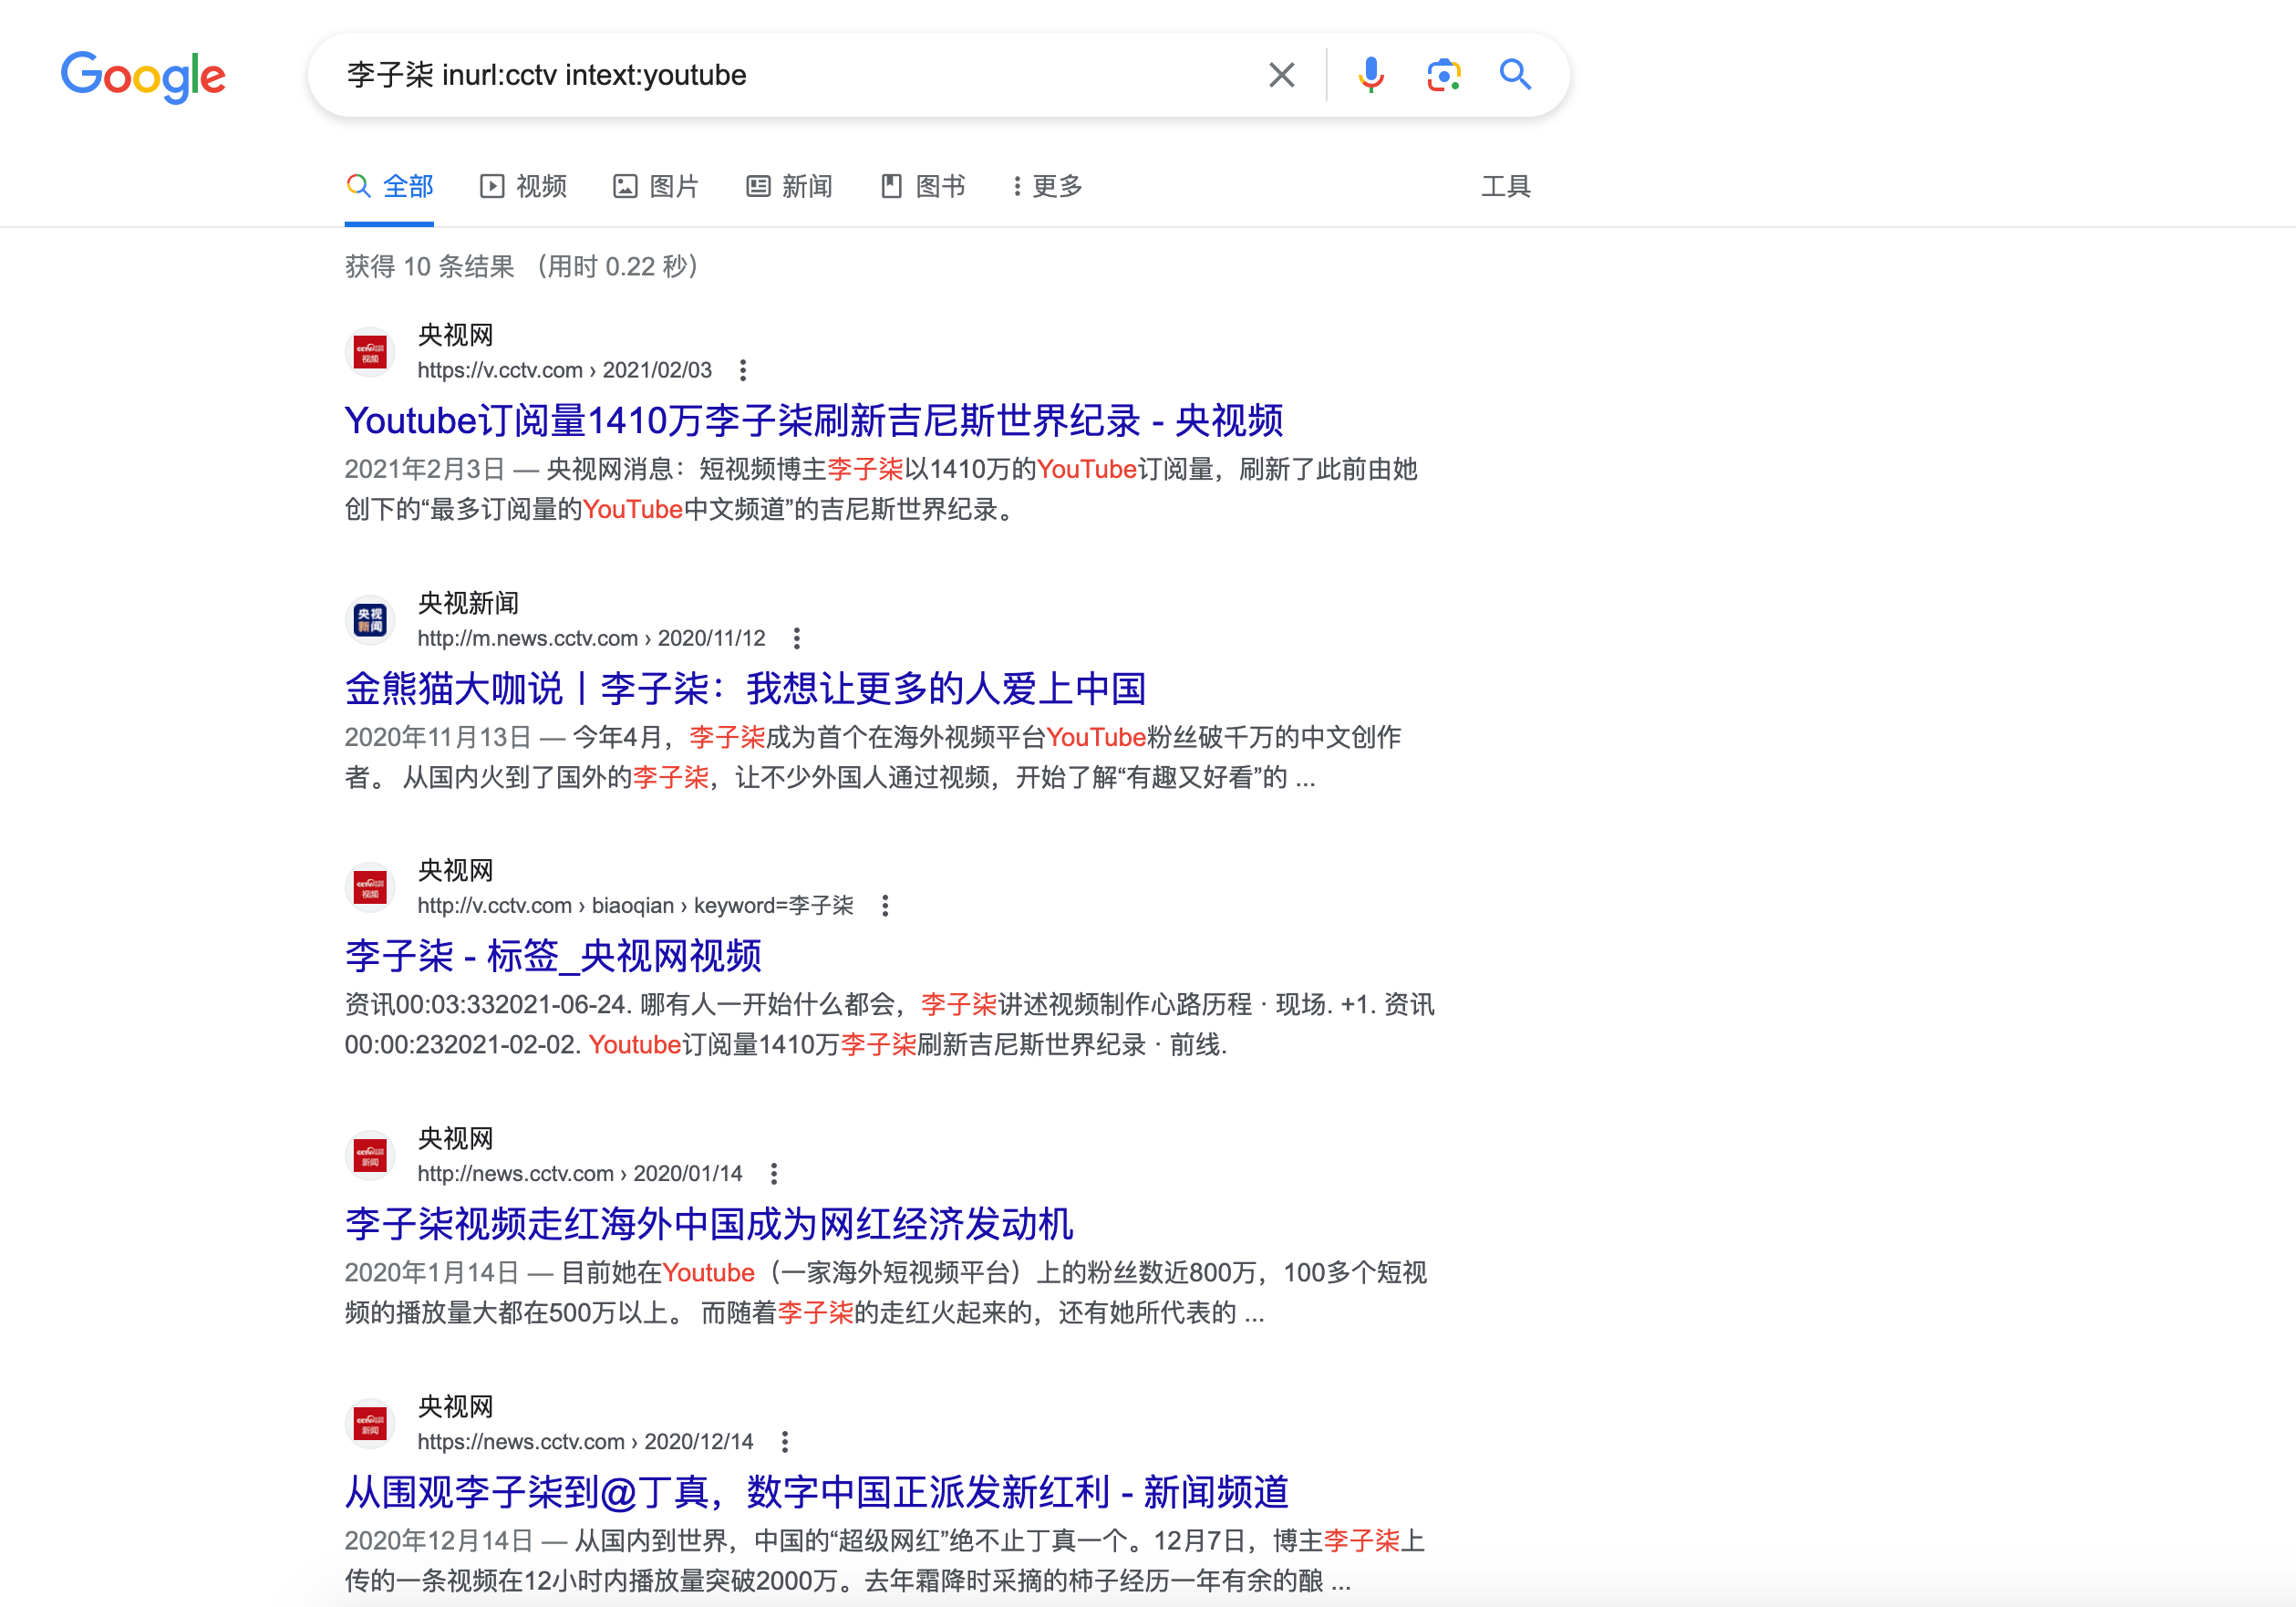 Google
李子柒 inurl:cctv intext:youtube
全部 视频 图片 新闻 图书 更多 工具
获得 10 条结果 （用时 0.22 秒）
央视网
https://v.cctv.com › 2021/02/03
Youtube订阅量1410万李子柒刷新吉尼斯世界纪录 - 央视频
2021年2月3日 — 央视网消息：短视频博主李子柒以1410万的YouTube订阅量，刷新了此前由她
创下的“最多订阅量的YouTube中文频道”的吉尼斯世界纪录。
央视
新闻
央视新闻
http://m.news.cctv.com › 2020/11/12
金熊猫大咖说丨李子柒：我想让更多的人爱上中国
2020年11月13日 — 今年4月，李子柒成为首个在海外视频平台YouTube粉丝破千万的中文创作
者。 从国内火到了国外的李子柒，让不少外国人通过视频，开始了解“有趣又好看”的 ...
央视网
http://v.cctv.com › biaoqian › keyword=李子柒
李子柒 - 标签_央视网视频
资讯00:03:332021-06-24. 哪有人一开始什么都会，李子柒讲述视频制作心路历程 · 现场. +1. 资讯
00:00:232021-02-02. Youtube订阅量1410万李子柒刷新吉尼斯世界纪录 · 前线.
央视网
http://news.cctv.com › 2020/01/14
李子柒视频走红海外中国成为网红经济发动机
2020年1月14日 — 目前她在Youtube（一家海外短视频平台）上的粉丝数近800万，100多个短视
频的播放量大都在500万以上。 而随着李子柒的走红火起来的，还有她所代表的 ...
央视网
https://news.cctv.com › 2020/12/14
从围观李子柒到@丁真，数字中国正派发新红利 - 新闻频道
2020年12月14日 — 从国内到世界，中国的“超级网红”绝不止丁真一个。12月7日，博主李子柒上
传的一条视频在12小时内播放量突破2000万。去年霜降时采摘的柿子经历一年有余的酿 ...